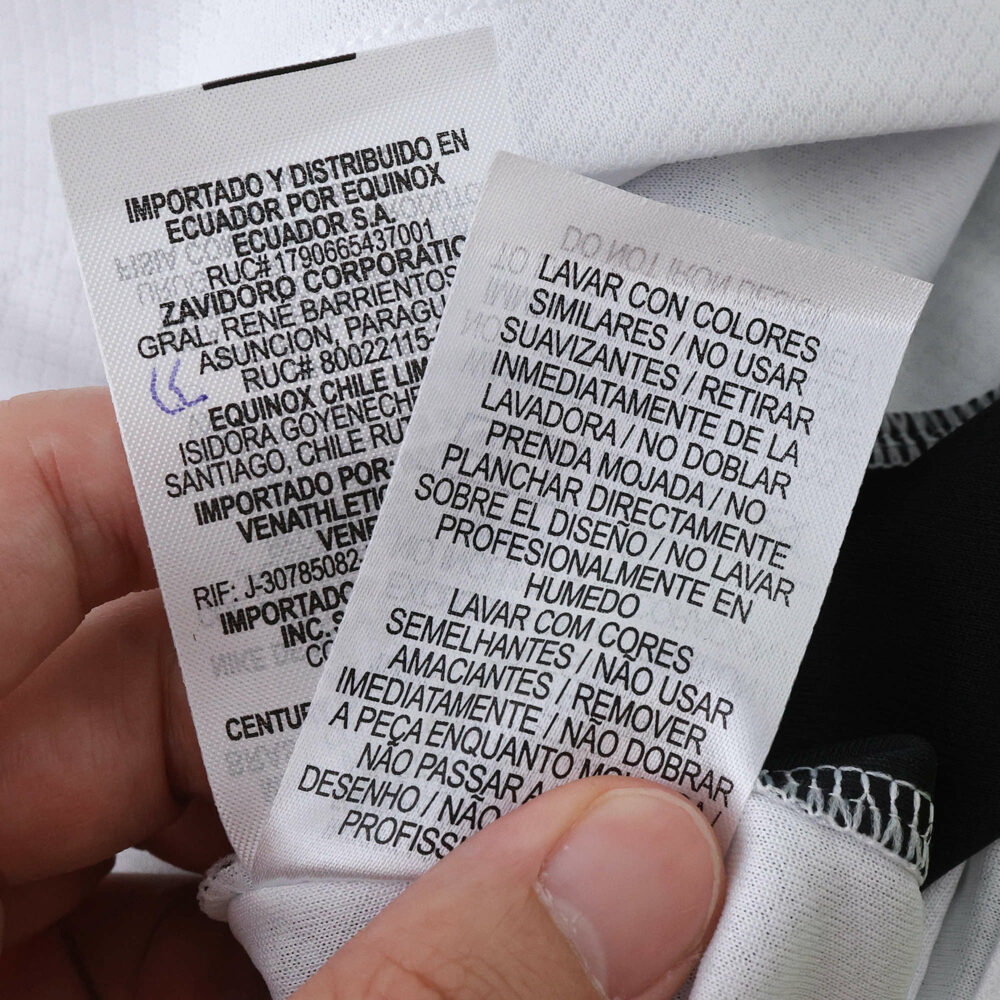 IMPORTADO Y DISTRIBUIDO EN
ECUADOR POR EQUINOX
ECUADOR S.A.
RUC# 1790665437001
ZAVIDORO CORPORATIC
GRAL. RENÉ BARRIENTOS
ASUNCION, PARAGU
RUC# 80022115-
EQUINOX CHILE LIM
ISIDORA GOYENECHE
SANTIAGO, CHILE RU
IMPORTADO POR
VENATHLETIC
VENE
RIF: J-30785082-
IMPORTADO
INC.
CO
CENTUR
LAVAR CON COLORES
SIMILARES / NO USAR
SUAVIZANTES / RETIRAR
INMEDIATAMENTE DE LA
LAVADORA / NO DOBLAR
PRENDA MOJADA / NO
PLANCHAR DIRECTAMENTE
SOBRE EL DISEÑO / NO LAVAR
PROFESIONALMENTE EN
HUMEDO
LAVAR COM CORES
SEMELHANTES / NÃO USAR
AMACIANTES / REMOVER
IMEDIATAMENTE / NÃO DOBRAR
A PEÇA ENQUANTO
NÃO PASSAR A
DESENHO / NÃO
PROFISS